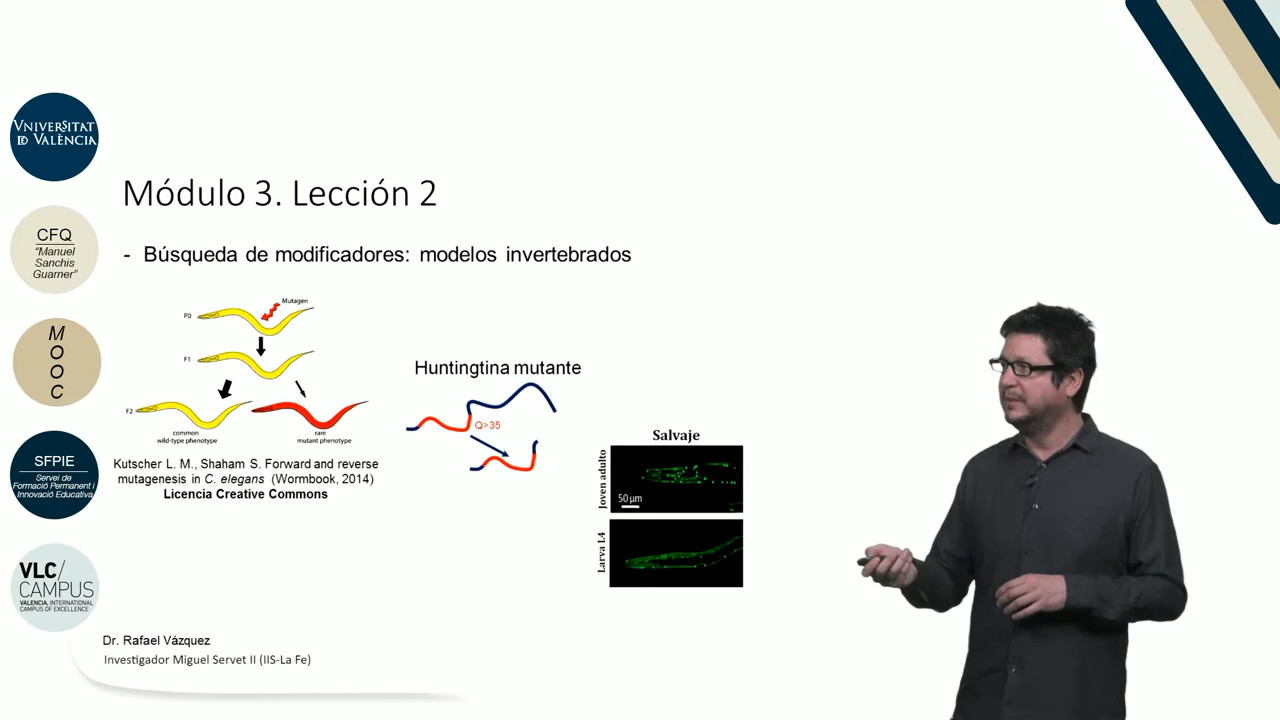 VNIVERSITAT
ID VALÈNCIA
CFQ
"Manuel
Sanchis
Guarner"
M
O
O
C
SFPIE
Servei de
Formació Permanent i
Innovació Educativa
VLC/
CAMPUS
VALENCIA, INTERNATIONAL
CAMPUS OF EXCELLENCE
Módulo 3. Lección 2
- Búsqueda de modificadores: modelos invertebrados
Mutagen
P0
F1
F2
common
wild-type phenotype
rare
mutant phenotype
Kutscher L. M., Shaham S. Forward and reverse
mutagenesis in C. elegans (Wormbook, 2014)
Licencia Creative Commons
Huntingtina mutante
Q>35
Salvaje
Joven adulto
50 µm
Larva L4
Dr. Rafael Vázquez
Investigador Miguel Servet II (IIS-La Fe)